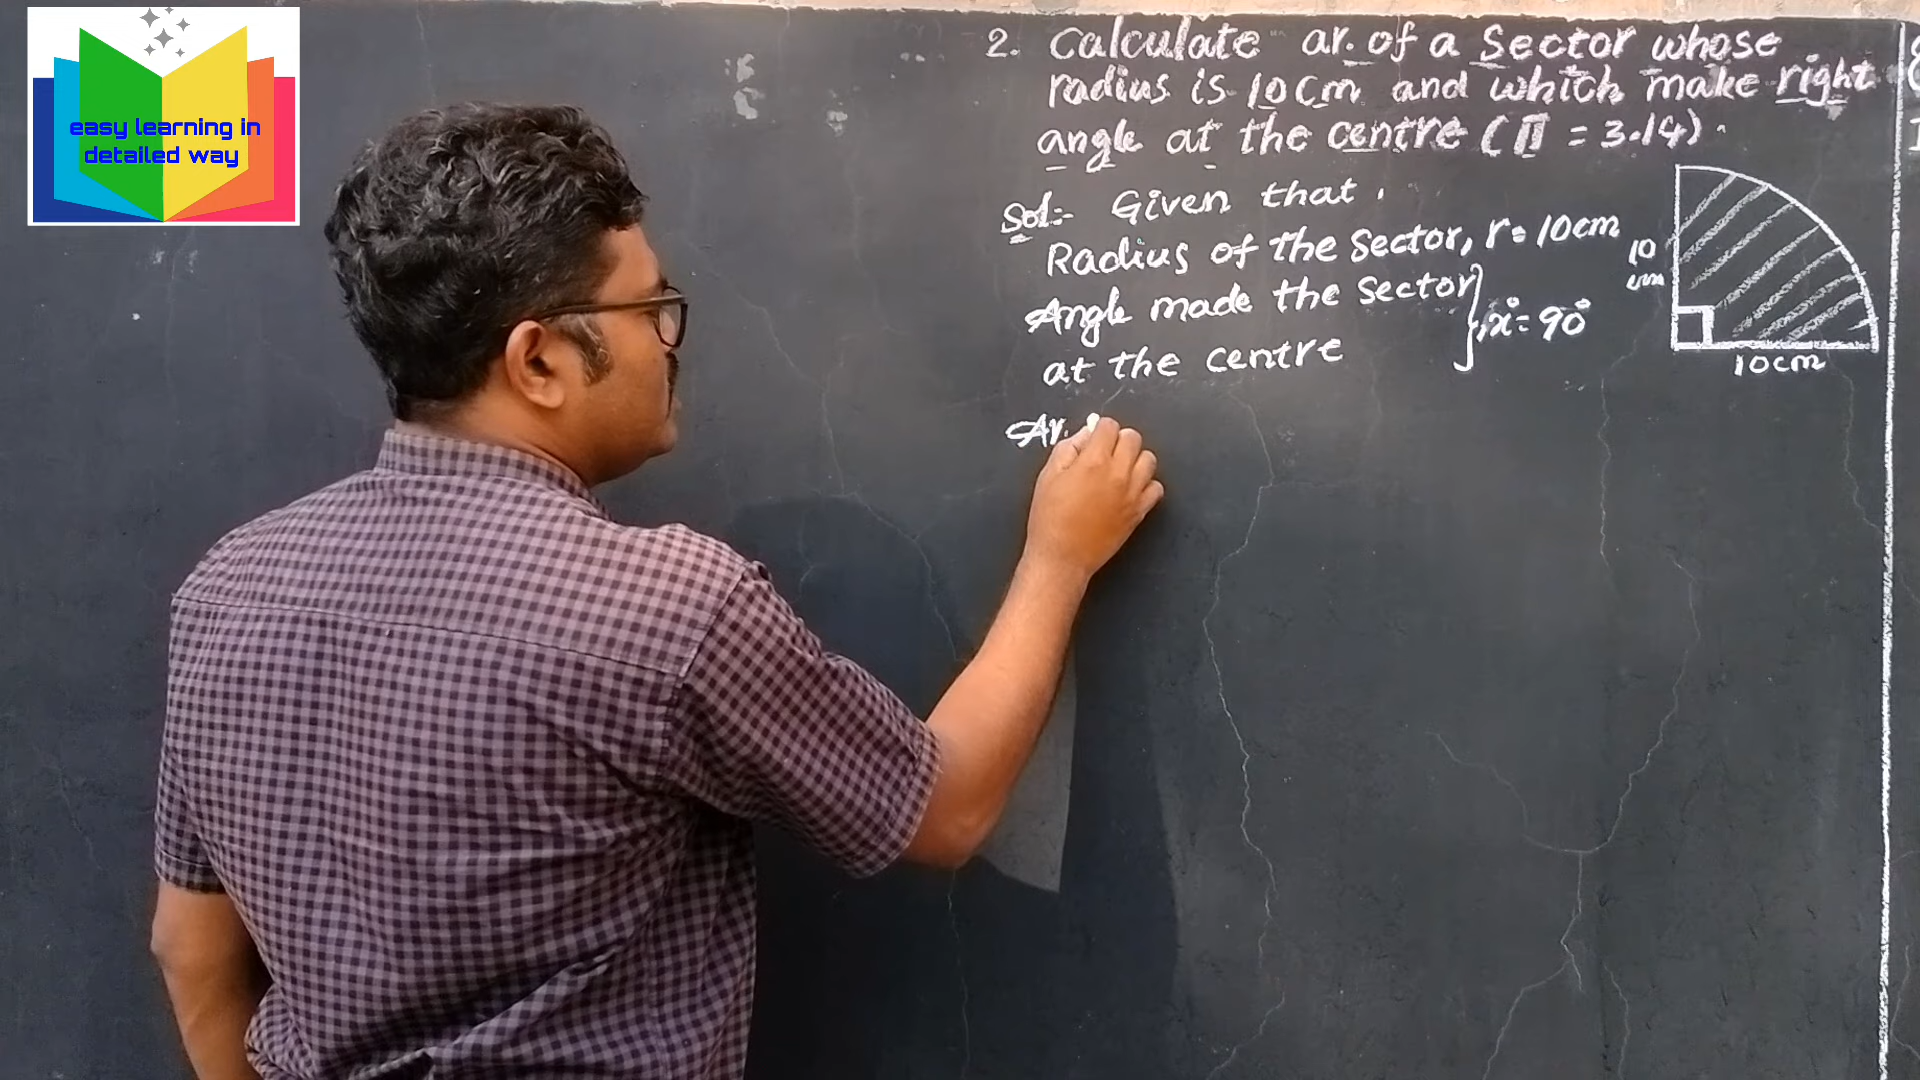 easy learning in
detailed way
2. Calculate ar. of a Sector whose
radius is 10Cm and which make right
angle at the centre (Π = 3.14).
Sol:- Given that.
Radius of the Sector, r = 10cm
Angle made the Sector
at the centre
}, x° = 90°
10
cm
10cm
Ar.